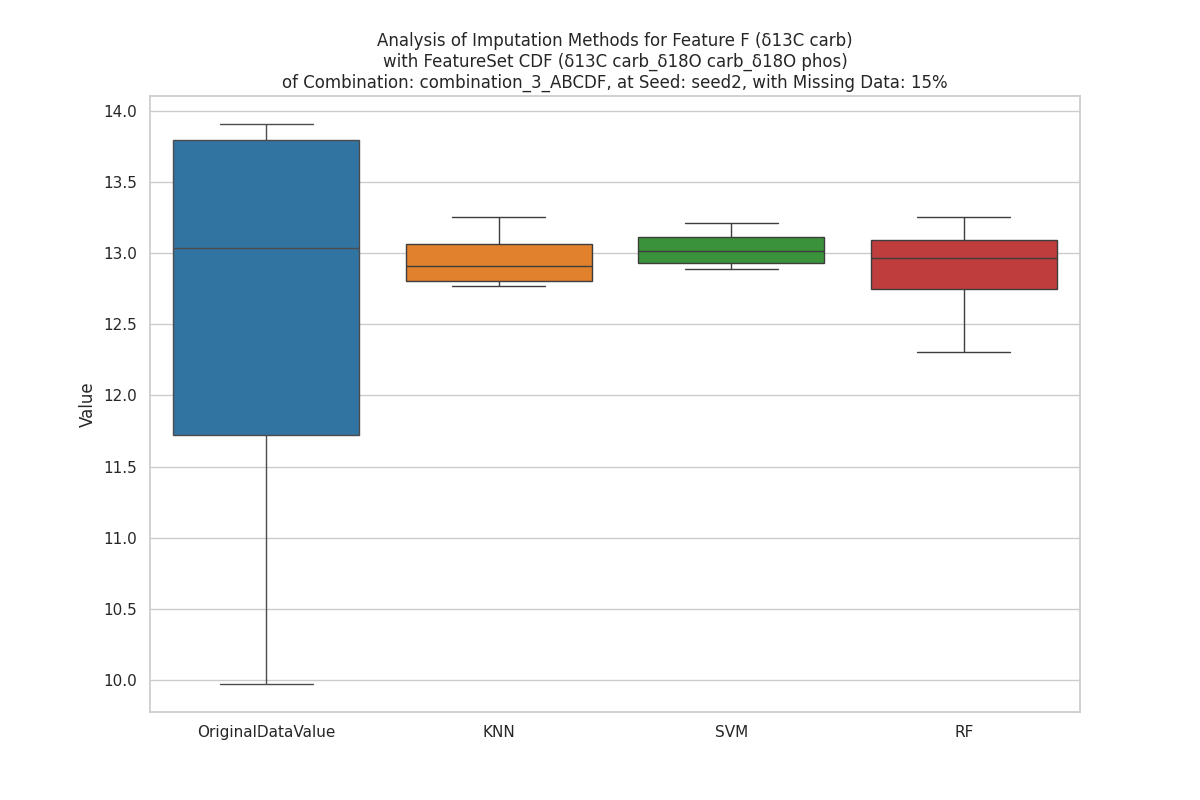 Analysis of Imputation Methods for Feature F (δ13C carb)
with FeatureSet CDF (δ13C carb_δ18O carb_δ18O phos)
of Combination: combination_3_ABCDF, at Seed: seed2, with Missing Data: 15%
14.0
13.5
13.0
12.5
12.0
11.5
11.0
10.5
10.0
Value
OriginalDataValue
KNN
SVM
RF